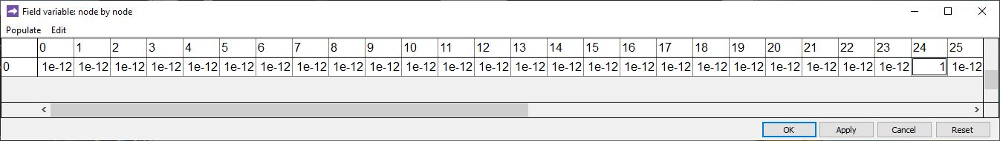 Field variable: node by node
Populate Edit
0 1 2 3 4 5 6 7 8 9 10 11 12 13 14 15 16 17 18 19 20 21 22 23 24 25
0 1e-12 1e-12 1e-12 1e-12 1e-12 1e-12 1e-12 1e-12 1e-12 1e-12 1e-12 1e-12 1e-12 1e-12 1e-12 1e-12 1e-12 1e-12 1e-12 1e-12 1e-12 1e-12 1e-12 1e-12 1 1e-12
OK Apply Cancel Reset